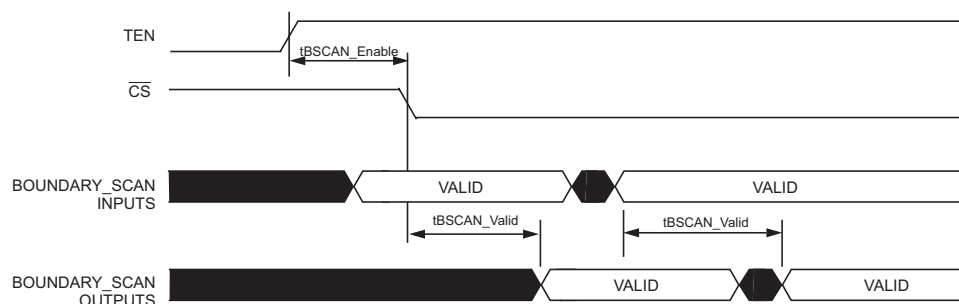 TEN
tBSCAN_Enable
CS
BOUNDARY_SCAN
INPUTS
VALID
VALID
tBSCAN_Valid
tBSCAN_Valid
BOUNDARY_SCAN
OUTPUTS
VALID
VALID